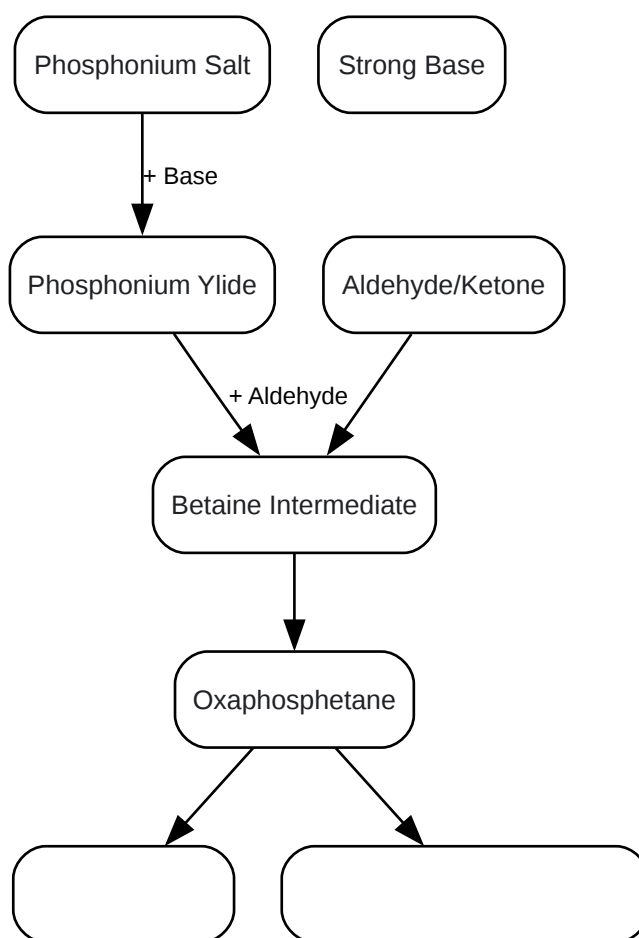 Phosphonium Salt
Strong Base
+ Base
Phosphonium Ylide
Aldehyde/Ketone
+ Aldehyde
Betaine Intermediate
Oxaphosphetane